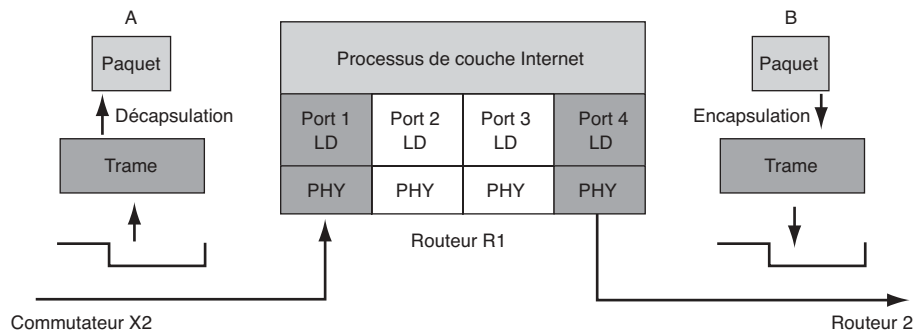 A
B
Paquet
Processus de couche Internet
Paquet
Décapsulation
Encapsulation
Port 1
LD
Port 2
LD
Port 3
LD
Port 4
LD
Trame
Trame
PHY
PHY
PHY
PHY
Routeur R1
Commutateur X2
Routeur 2